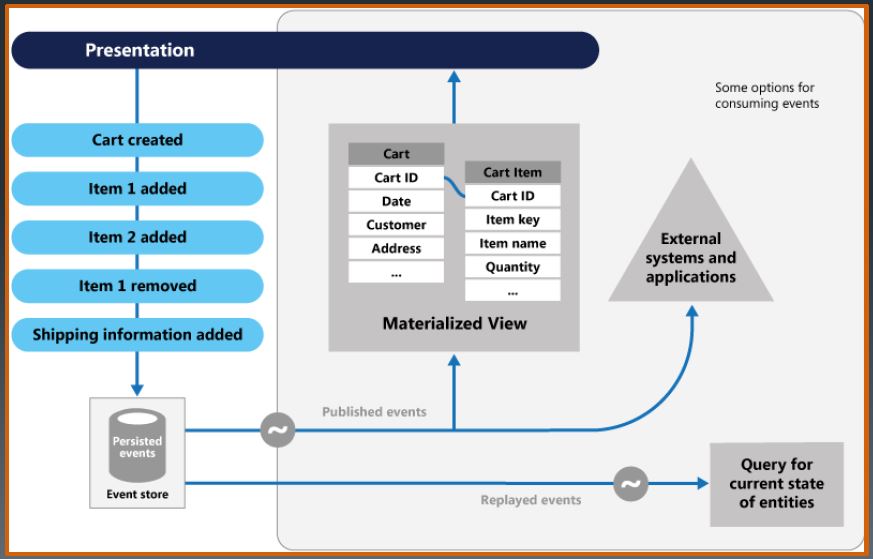 Presentation
Some options for
consuming events
Cart created
Item 1 added
Item 2 added
Item 1 removed
Shipping information added
Cart
Cart ID
Date
Customer
Address
...
Cart Item
Cart ID
Item key
Item name
Quantity
...
Materialized View
External
systems and
applications
Persisted
events
Event store
Published events
~
Replayed events
~
Query for
current state
of entities